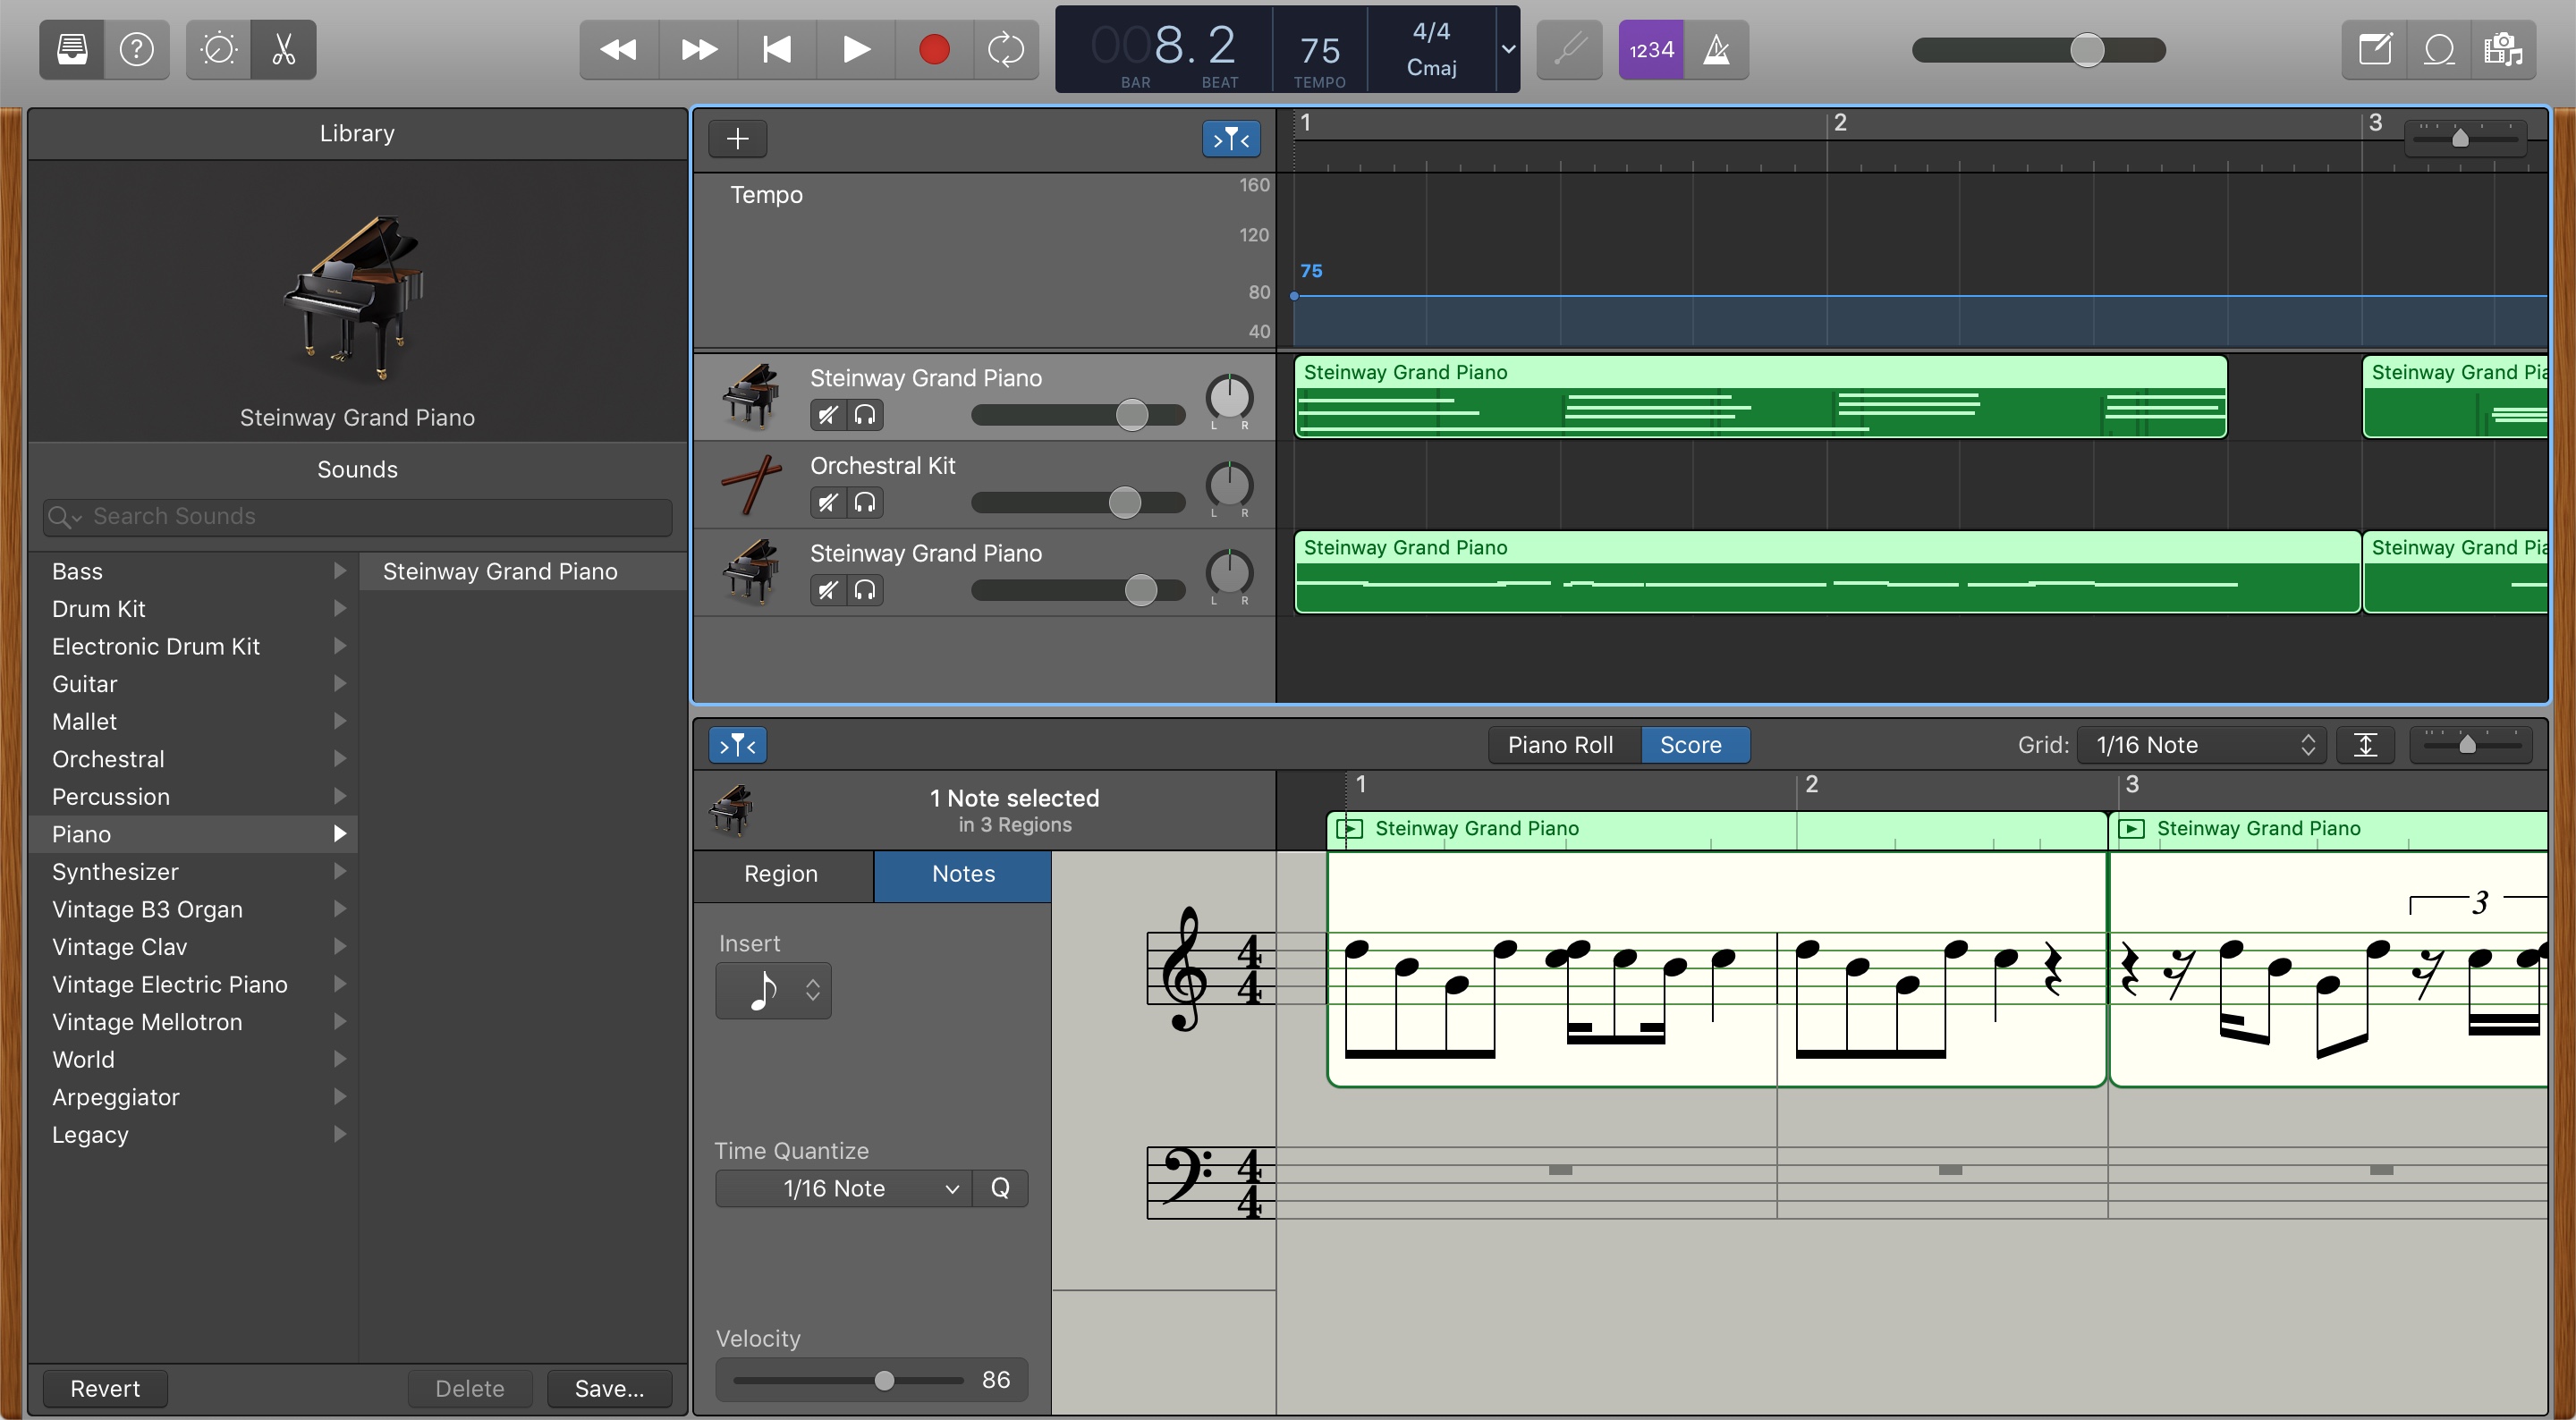 008. 2
BAR
BEAT
75
TEMPO
4/4
Cmaj
1234
Library
Steinway Grand Piano
Sounds
Search Sounds
Bass
Drum Kit
Electronic Drum Kit
Guitar
Mallet
Orchestral
Percussion
Piano
Synthesizer
Vintage B3 Organ
Vintage Clav
Vintage Electric Piano
Vintage Mellotron
World
Arpeggiator
Legacy
Steinway Grand Piano
Revert
Delete
Save...
1
2
3
Tempo
160
120
80
40
75
Steinway Grand Piano
L R
Steinway Grand Piano
Steinway Grand Pia
Orchestral Kit
L R
Steinway Grand Piano
L R
Steinway Grand Piano
Steinway Grand Pia
Piano Roll
Score
Grid:
1/16 Note
1 Note selected
in 3 Regions
1
2
3
Steinway Grand Piano
Steinway Grand Piano
Region
Notes
Insert
Time Quantize
1/16 Note
Q
Velocity
86
4
4
3
4
4